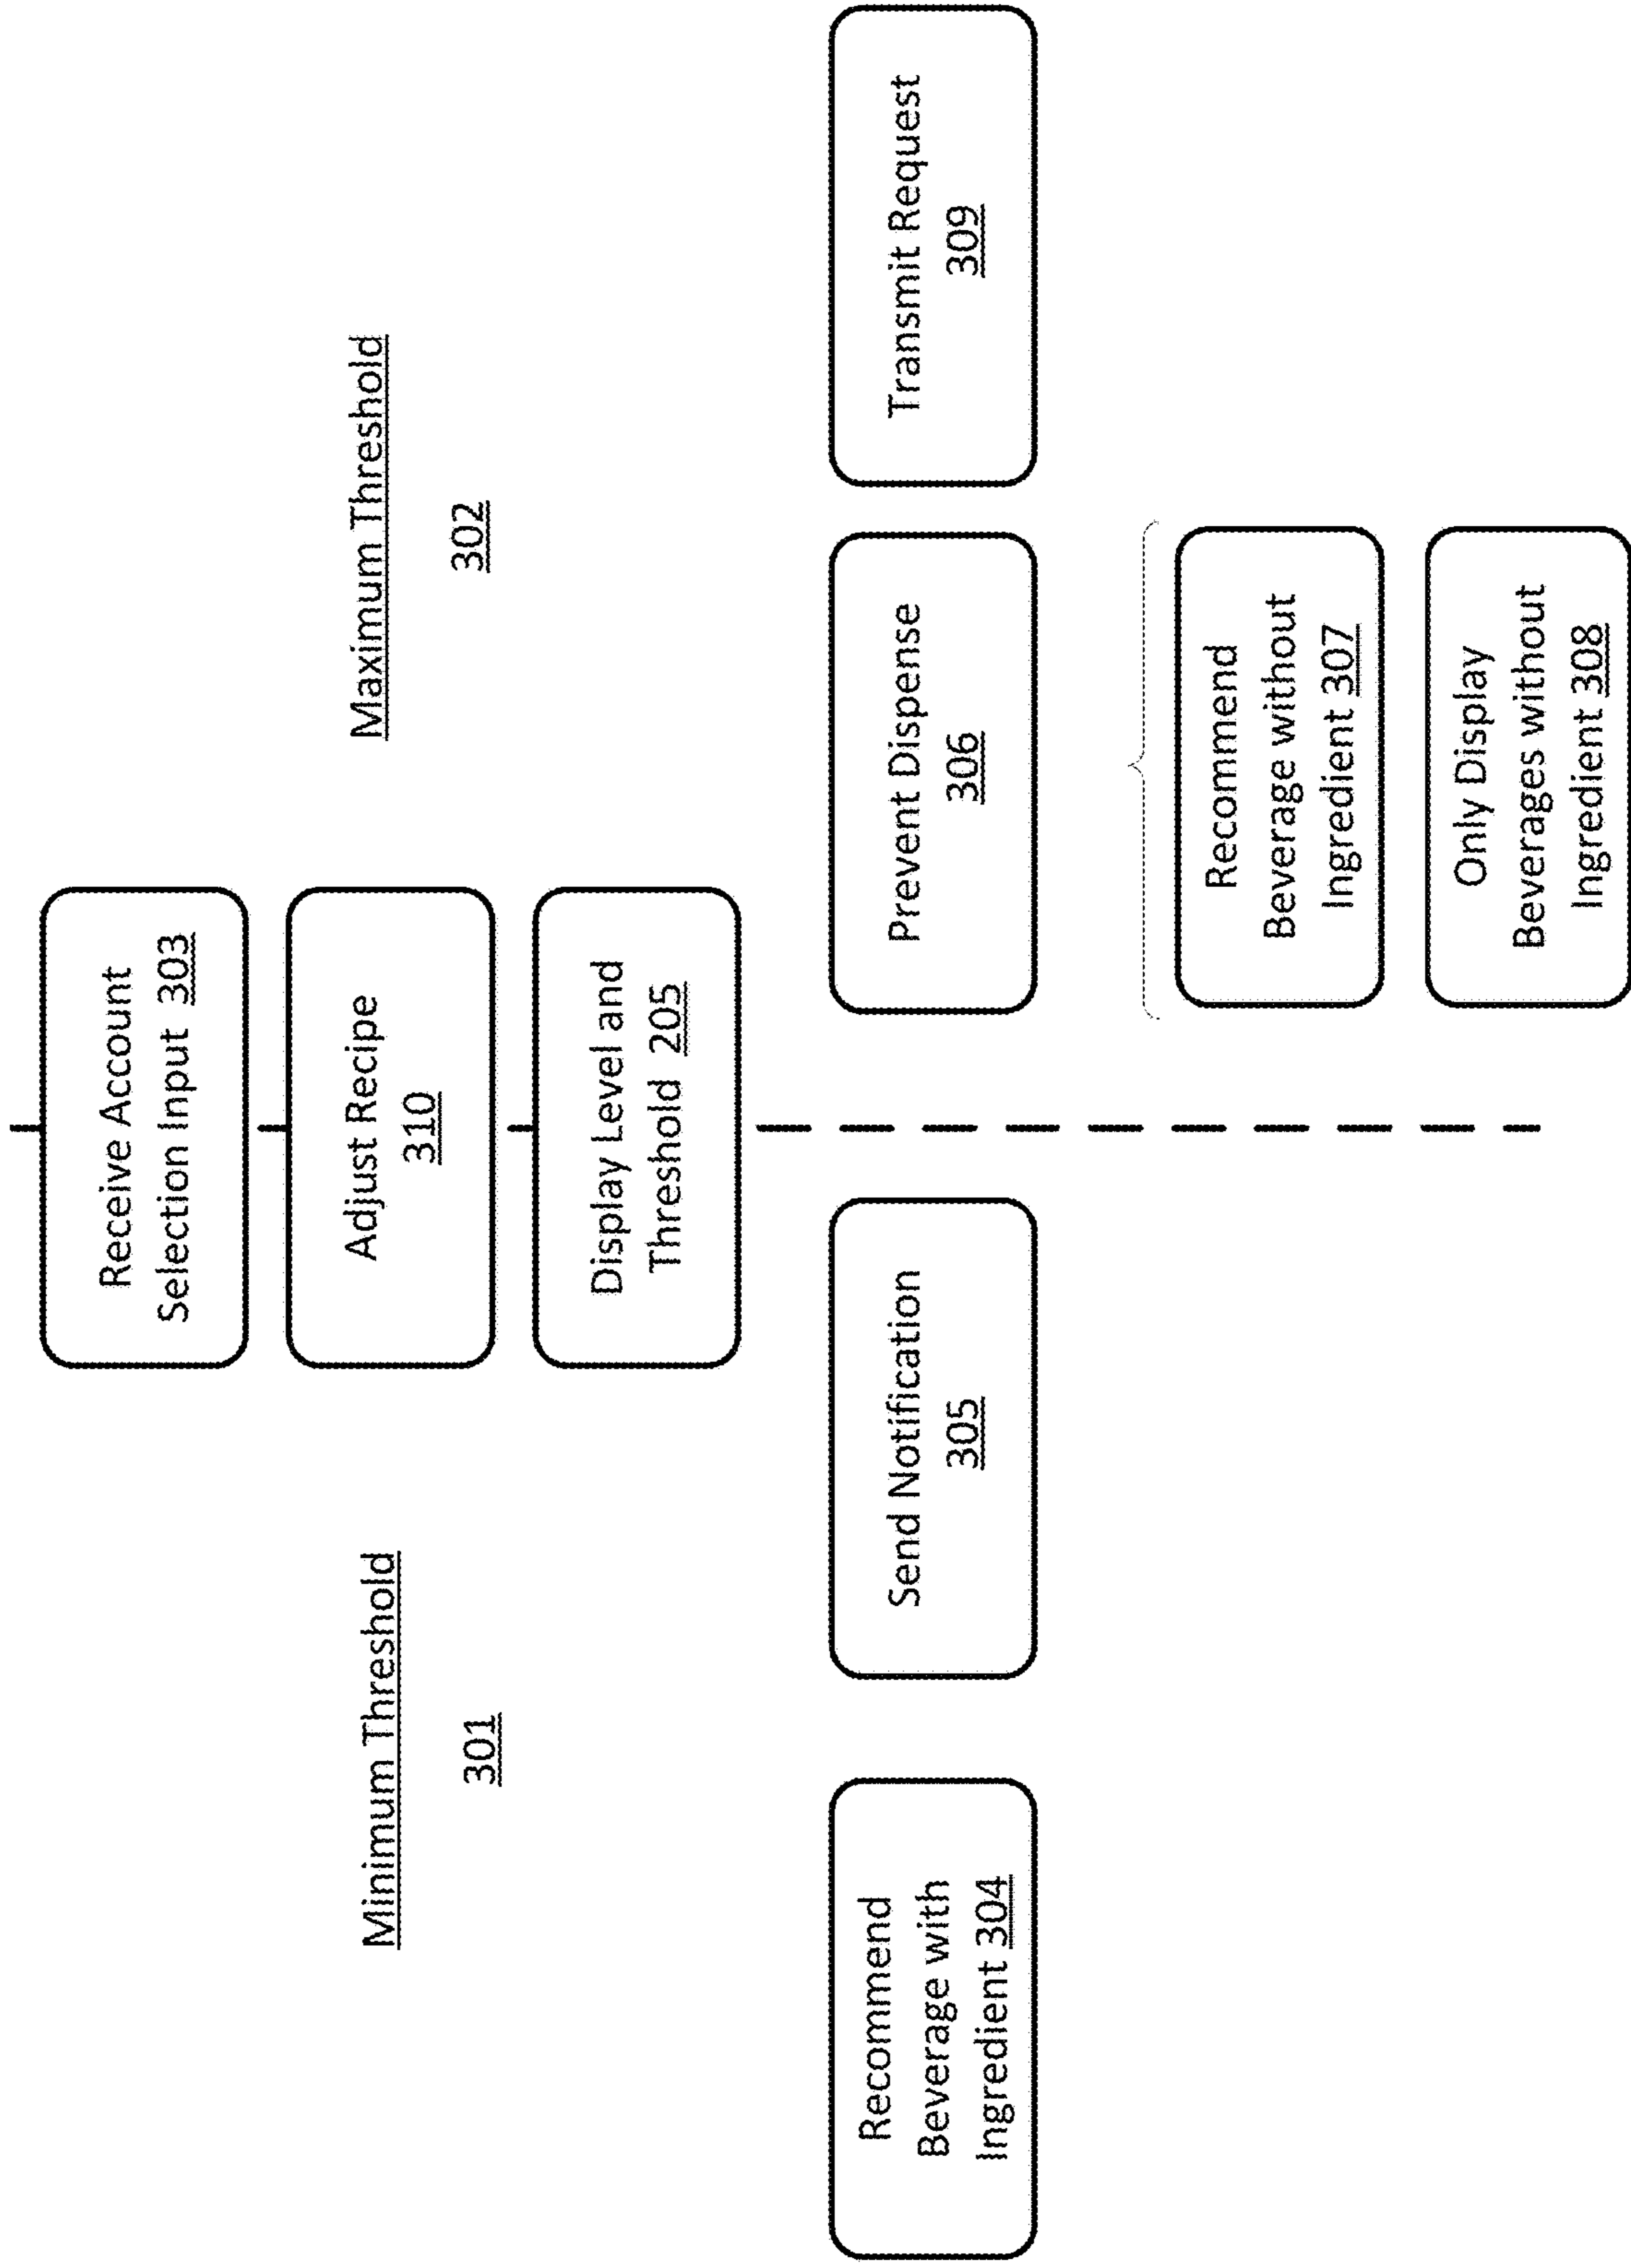 Receive Account
Selection Input 303
Adjust Recipe
310
Minimum Threshold
301
Maximum Threshold
302
Display Level and
Threshold 205
Recommend
Beverage with
Ingredient 304
Send Notification
305
Prevent Dispense
306
Transmit Request
309
Recommend
Beverage without
Ingredient 307
Only Display
Beverages without
Ingredient 308